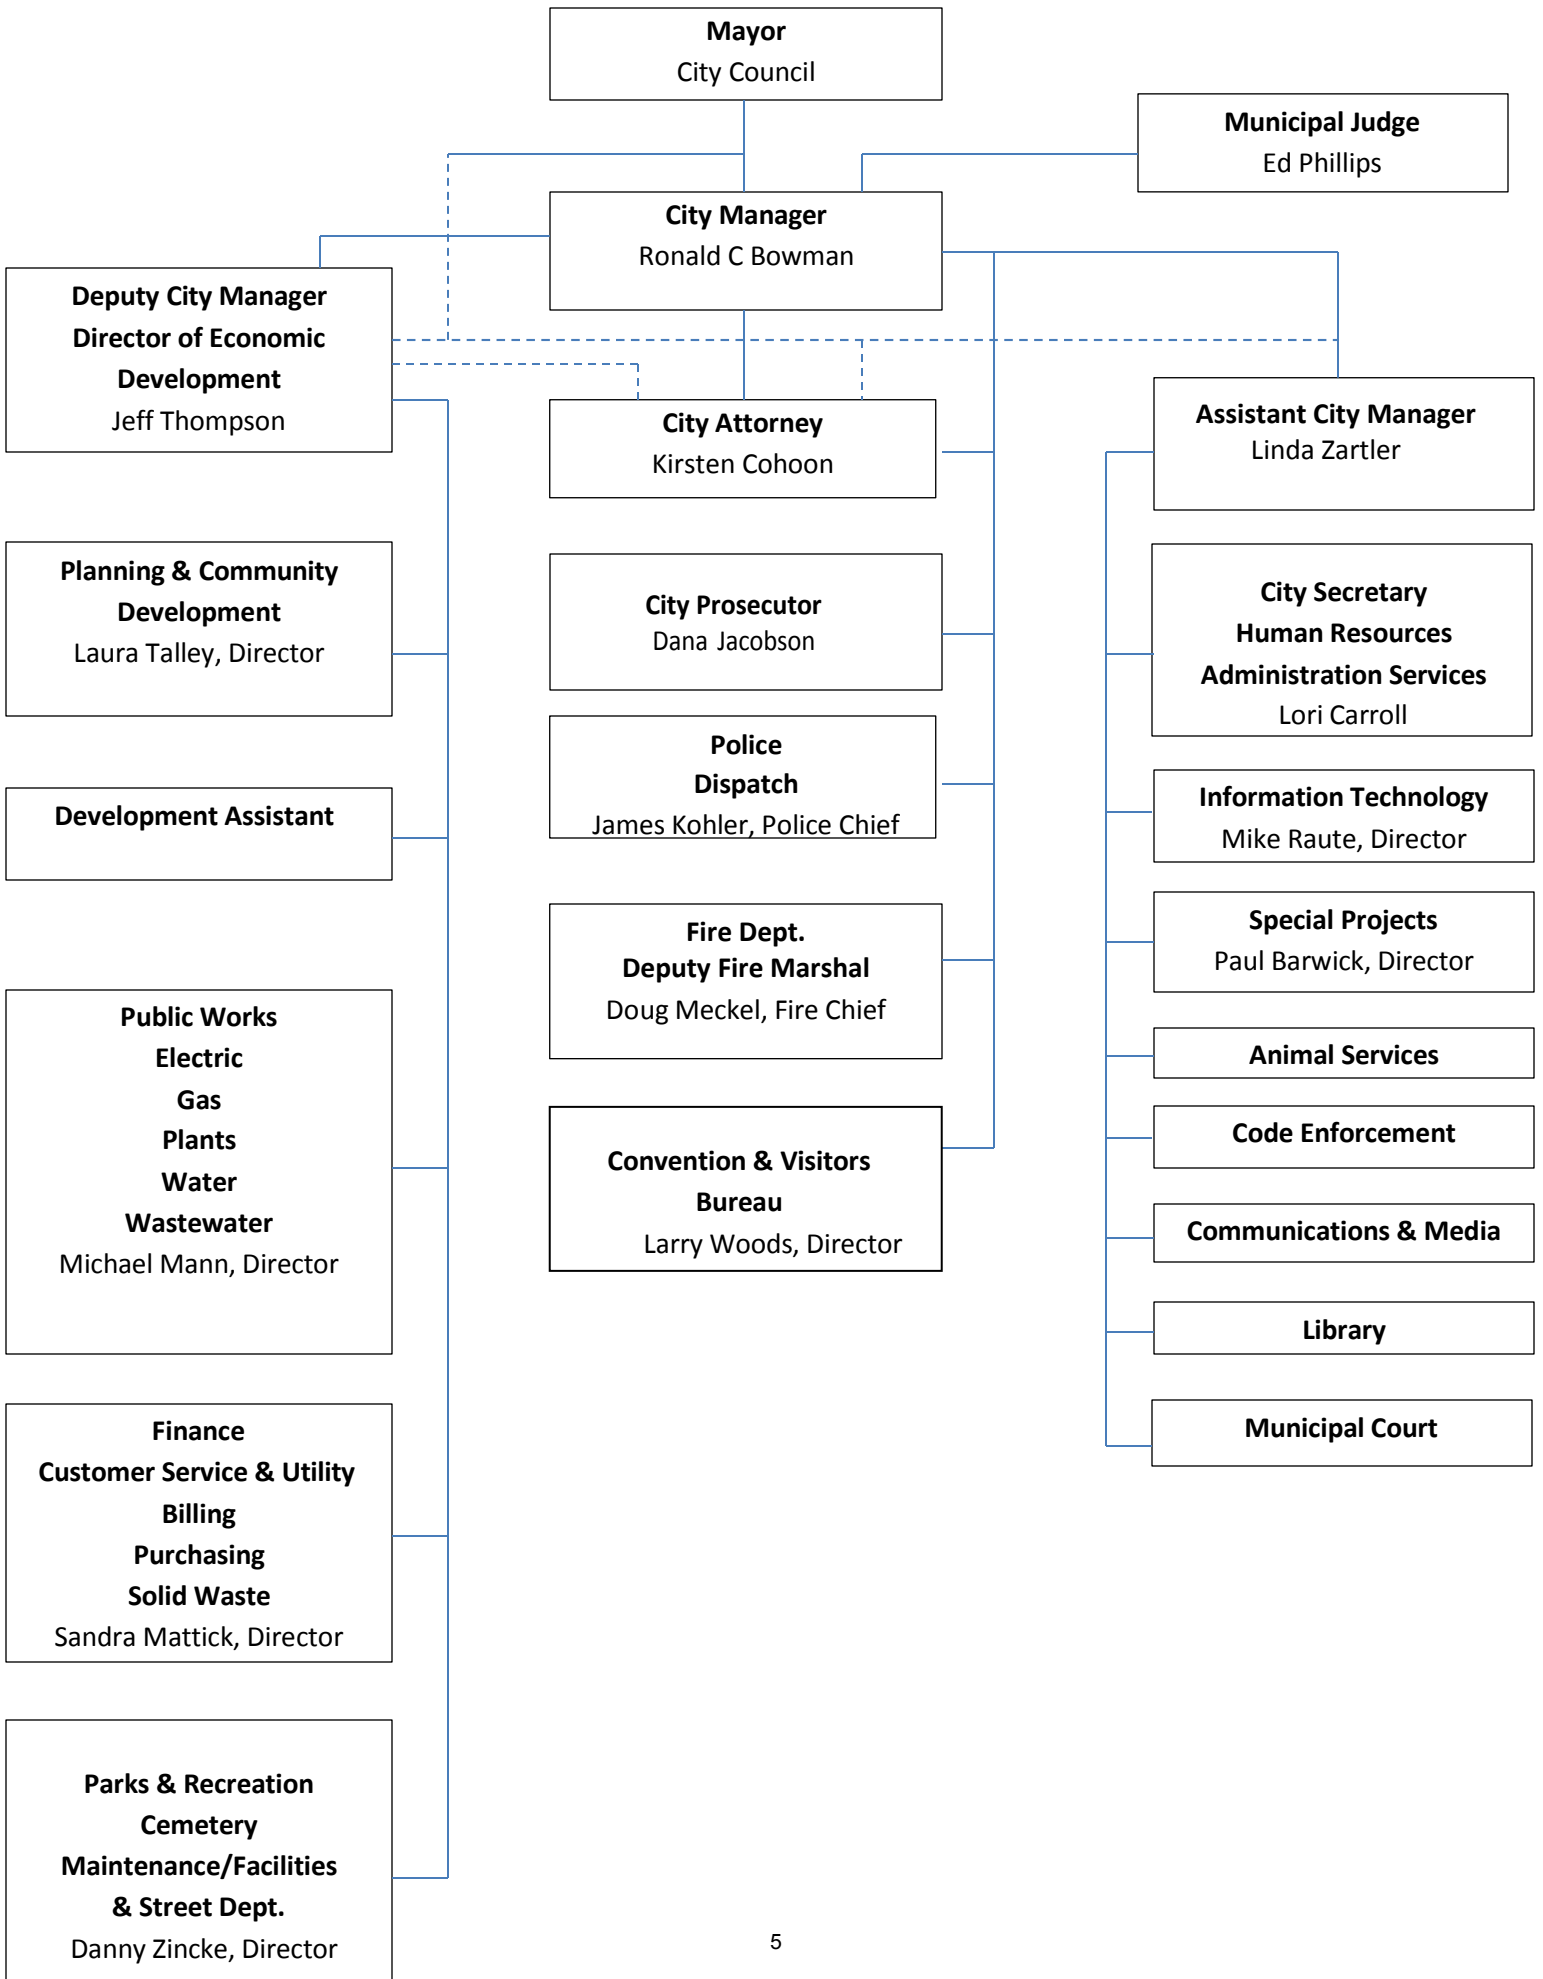 Mayor
City Council
Municipal Judge
Ed Phillips
City Manager
Ronald C Bowman
Deputy City Manager
Director of Economic
Development
Jeff Thompson
City Attorney
Kirsten Cohoon
Assistant City Manager
Linda Zartler
Planning & Community
Development
Laura Talley, Director
Development Assistant
Public Works
Electric
Gas
Plants
Water
Wastewater
Michael Mann, Director
Finance
Customer Service & Utility
Billing
Purchasing
Solid Waste
Sandra Mattick, Director
Parks & Recreation
Cemetery
Maintenance/Facilities
& Street Dept.
Danny Zincke, Director
City Prosecutor
Dana Jacobson
Police
Dispatch
James Kohler, Police Chief
Fire Dept.
Deputy Fire Marshal
Doug Meckel, Fire Chief
Convention & Visitors
Bureau
Larry Woods, Director
City Secretary
Human Resources
Administration Services
Lori Carroll
Information Technology
Mike Raute, Director
Special Projects
Paul Barwick, Director
Animal Services
Code Enforcement
Communications & Media
Library
Municipal Court
5